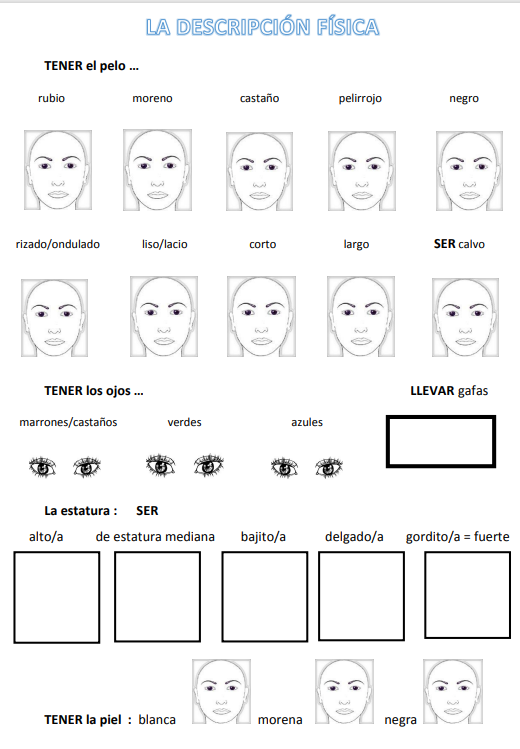 LA DESCRIPCIÓN FÍSICA
TENER el pelo …
rubio moreno castaño pelirrojo negro
rizado/ondulado liso/lacio corto largo SER calvo
TENER los ojos … LLEVAR gafas
marrones/castaños verdes azules
La estatura : SER
alto/a de estatura mediana bajito/a delgado/a gordito/a = fuerte
TENER la piel : blanca morena negra